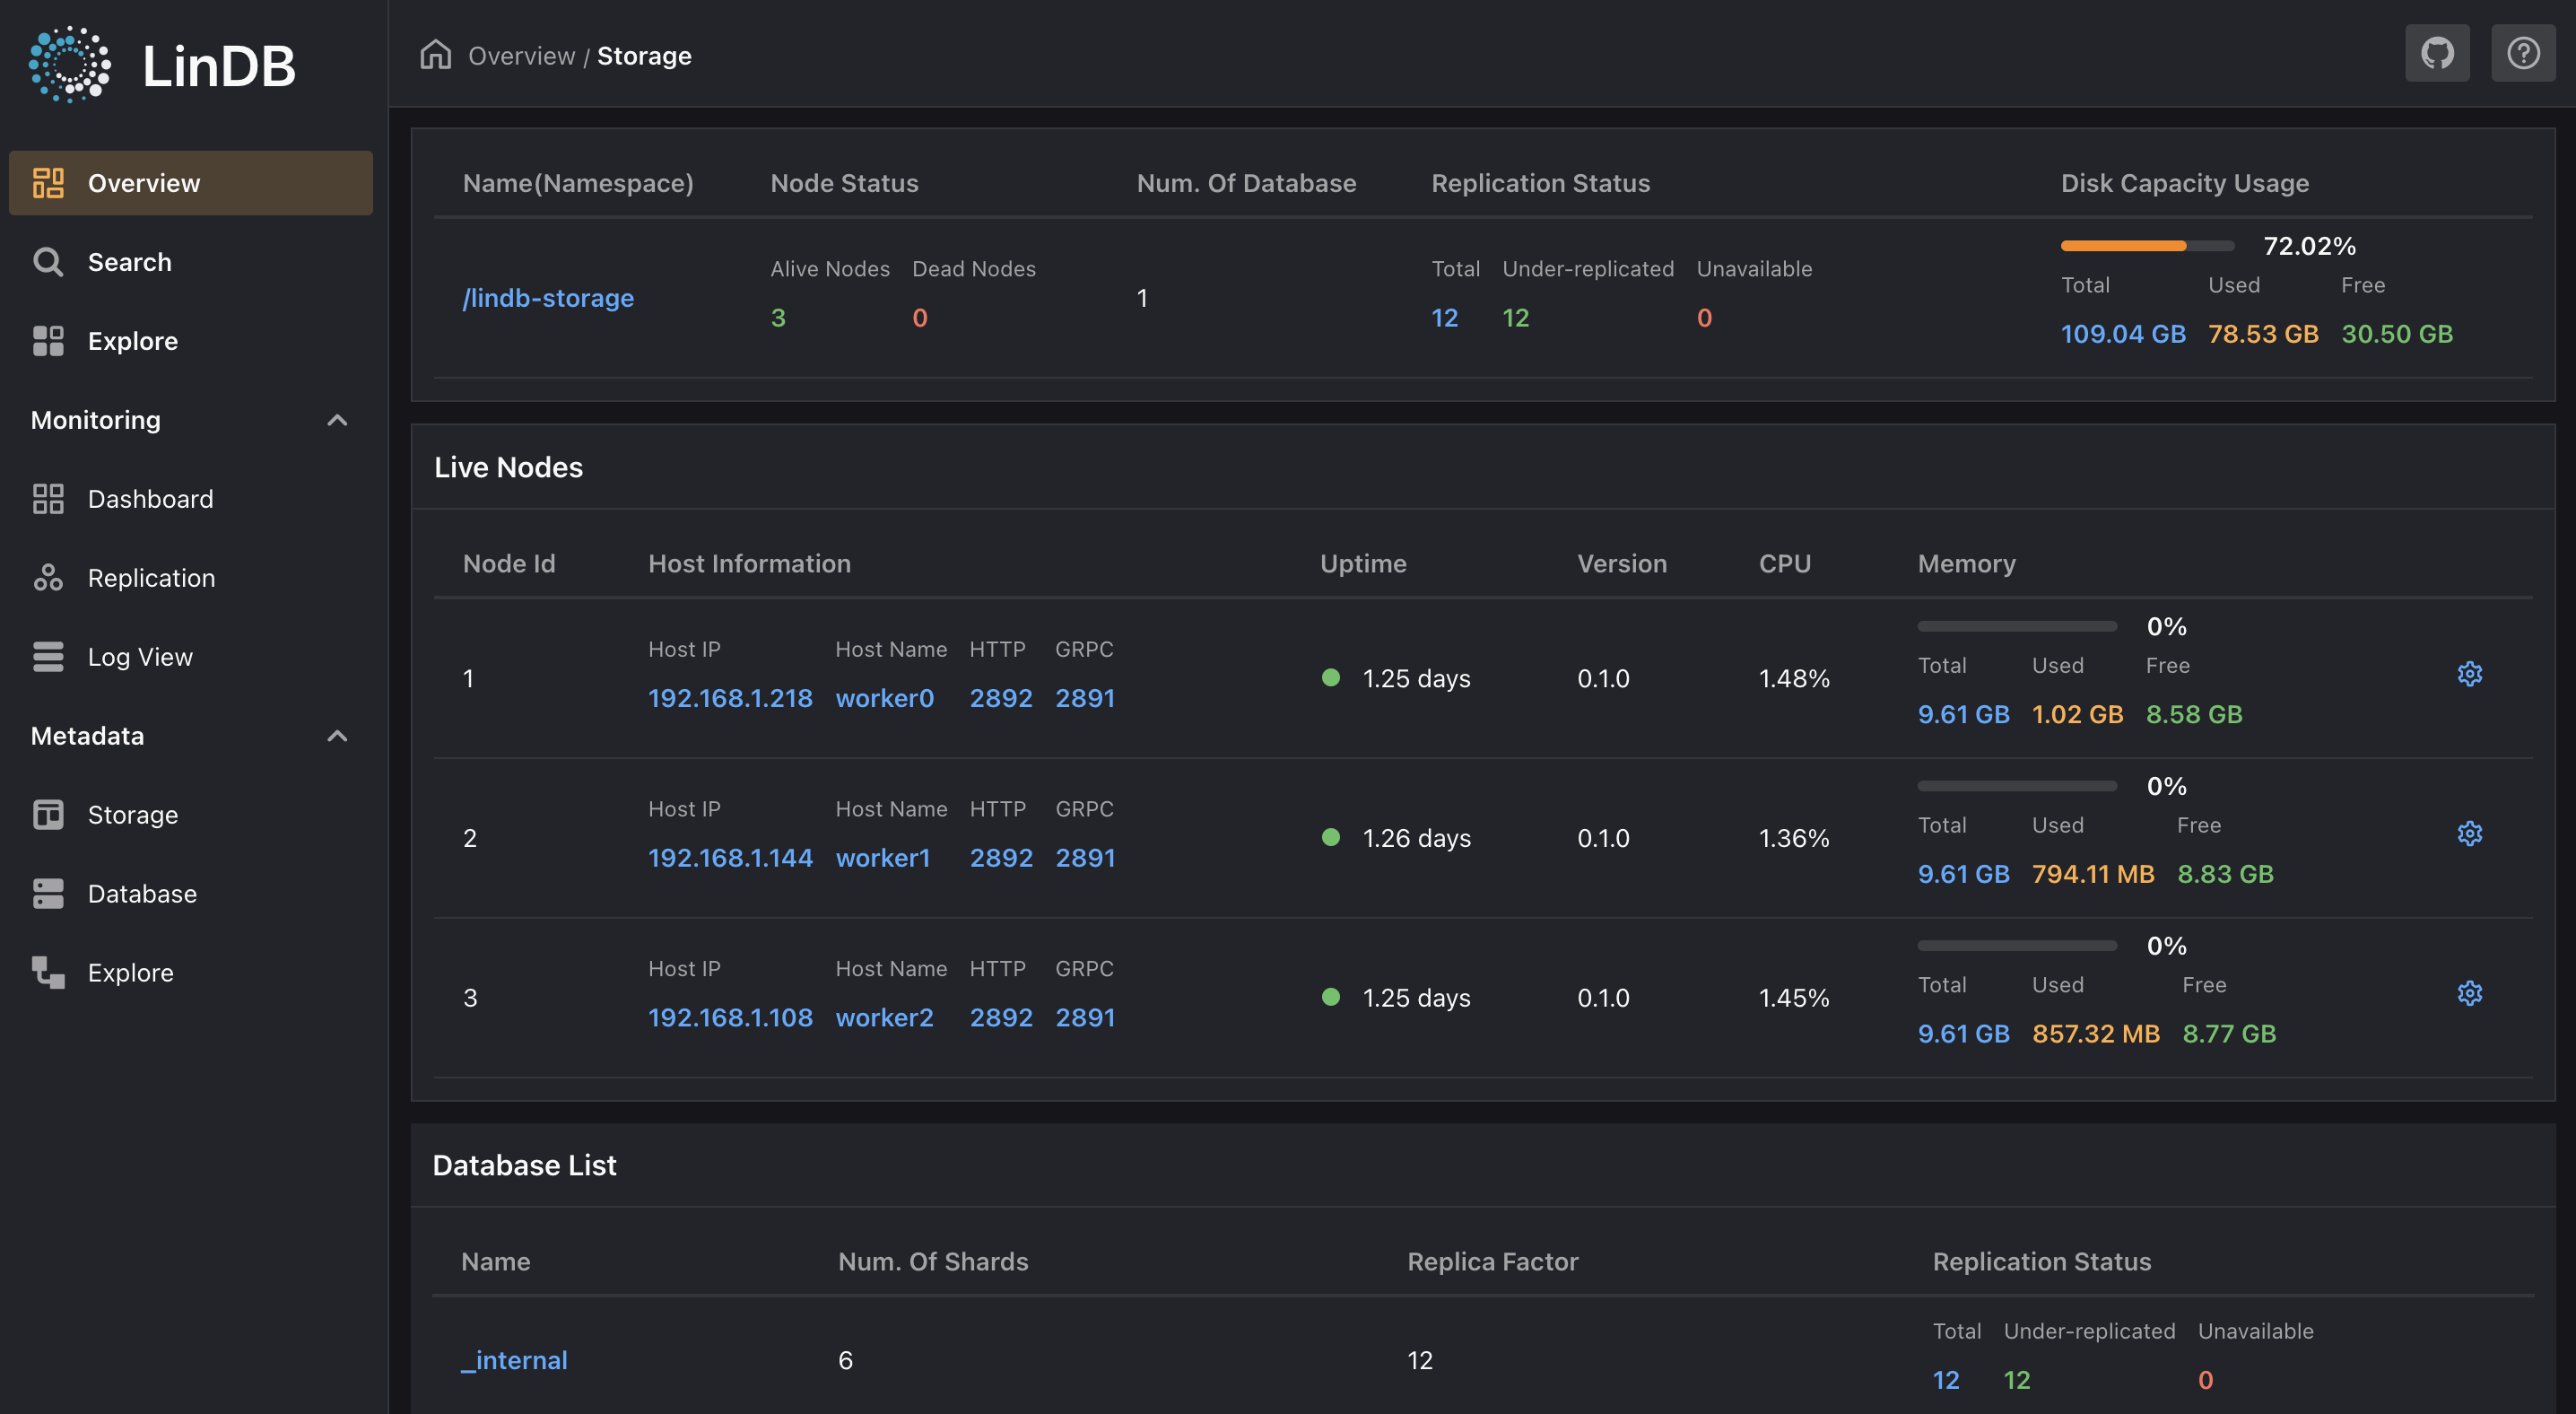 LinDB
Overview
Search
Explore
Monitoring
Dashboard
Replication
Log View
Metadata
Storage
Database
Explore
Overview / Storage
Name(Namespace) Node Status Num. Of Database Replication Status Disk Capacity Usage
/lindb-storage
Alive Nodes Dead Nodes
3 0
1
Total Under-replicated Unavailable
12 12 0
72.02%
Total Used Free
109.04 GB 78.53 GB 30.50 GB
Live Nodes
Node Id Host Information Uptime Version CPU Memory
1
Host IP Host Name HTTP GRPC
192.168.1.218 worker0 2892 2891
1.25 days 0.1.0 1.48%
0%
Total Used Free
9.61 GB 1.02 GB 8.58 GB
2
Host IP Host Name HTTP GRPC
192.168.1.144 worker1 2892 2891
1.26 days 0.1.0 1.36%
0%
Total Used Free
9.61 GB 794.11 MB 8.83 GB
3
Host IP Host Name HTTP GRPC
192.168.1.108 worker2 2892 2891
1.25 days 0.1.0 1.45%
0%
Total Used Free
9.61 GB 857.32 MB 8.77 GB
Database List
Name Num. Of Shards Replica Factor Replication Status
_internal 6 12
Total Under-replicated Unavailable
12 12 0